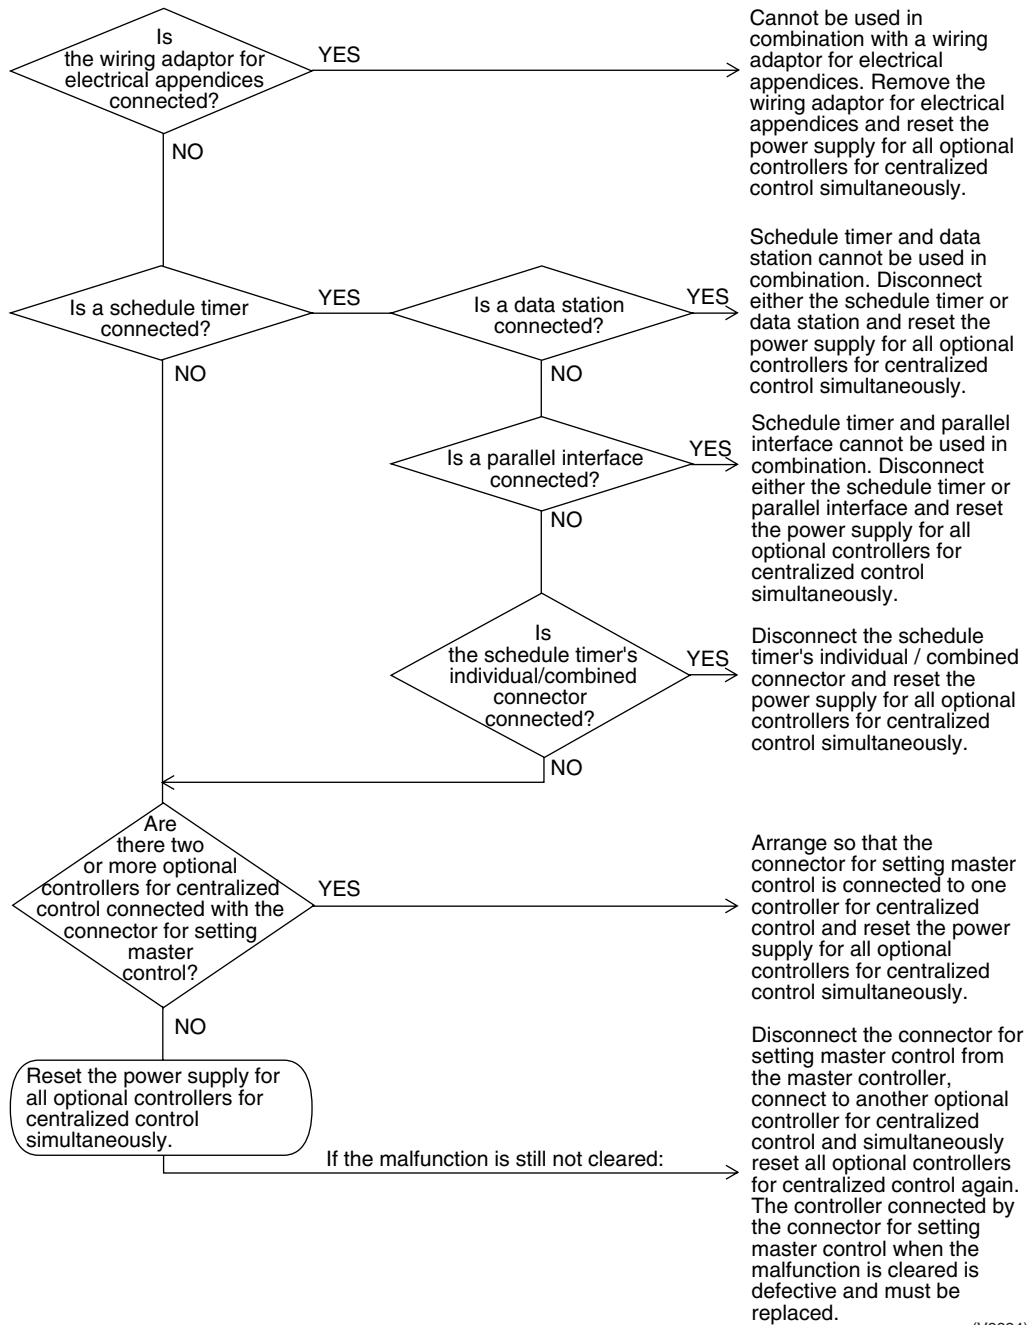 Is
the wiring adaptor for
electrical appendices
connected?
YES
Cannot be used in
combination with a wiring
adaptor for electrical
appendices. Remove the
wiring adaptor for electrical
appendices and reset the
power supply for all optional
controllers for centralized
control simultaneously.
NO
Is a schedule timer
connected?
YES
Is a data station
connected?
YES
Schedule timer and data
station cannot be used in
combination. Disconnect
either the schedule timer or
data station and reset the
power supply for all optional
controllers for centralized
control simultaneously.
NO
NO
Is a parallel interface
connected?
YES
Schedule timer and parallel
interface cannot be used in
combination. Disconnect
either the schedule timer or
parallel interface and reset
the power supply for all
optional controllers for
centralized control
simultaneously.
NO
Is
the schedule timer's
individual/combined
connector
connected?
YES
Disconnect the schedule
timer's individual / combined
connector and reset the
power supply for all optional
controllers for centralized
control simultaneously.
NO
Are
there two
or more optional
controllers for centralized
control connected with the
connector for setting
master
control?
YES
Arrange so that the
connector for setting master
control is connected to one
controller for centralized
control and reset the power
supply for all optional
controllers for centralized
control simultaneously.
NO
Reset the power supply for
all optional controllers for
centralized control
simultaneously.
If the malfunction is still not cleared:
Disconnect the connector for
setting master control from
the master controller,
connect to another optional
controller for centralized
control and simultaneously
reset all optional controllers
for centralized control again.
The controller connected by
the connector for setting
master control when the
malfunction is cleared is
defective and must be
replaced.